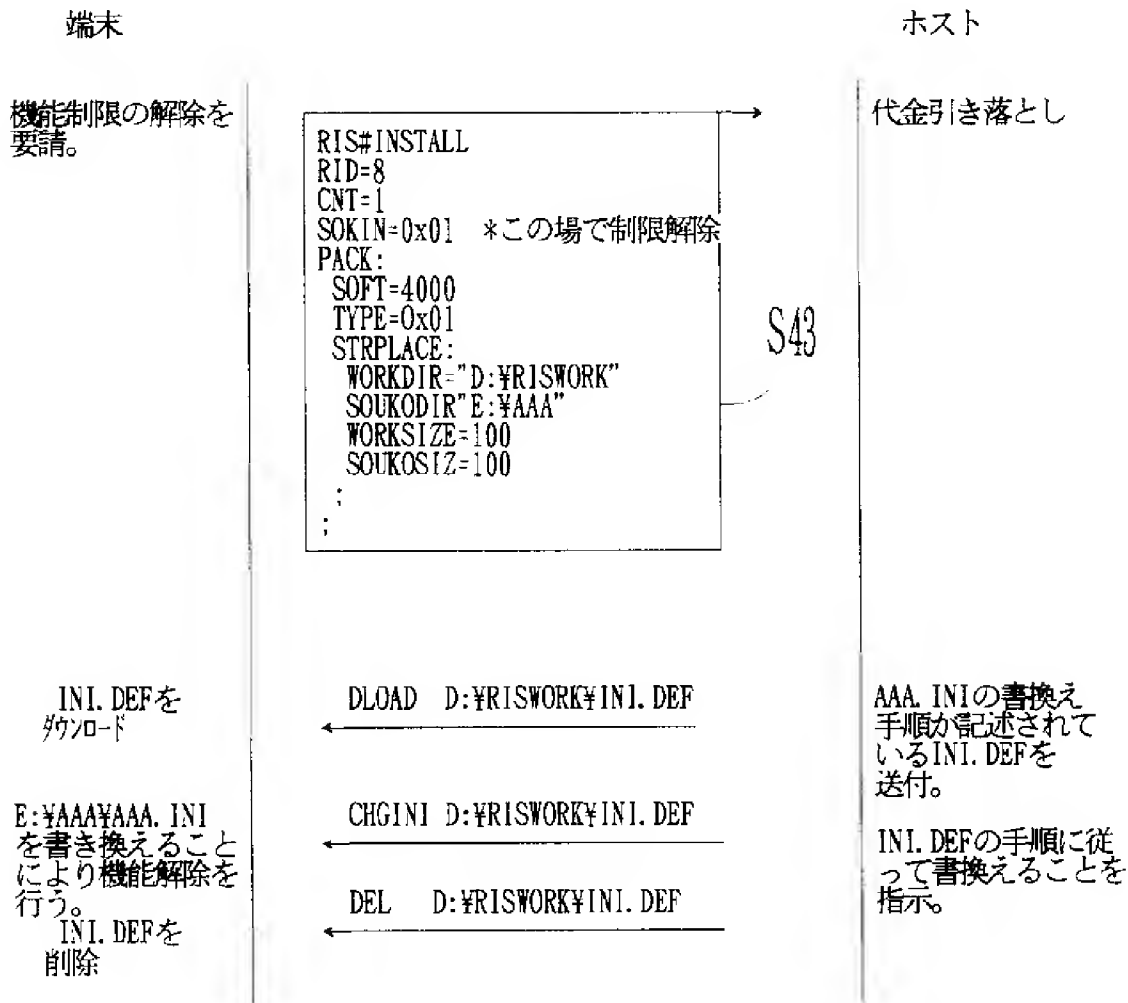 端末
ホスト
機能制限の解除を
要請。
代金引き落とし
RIS#INSTALL
RID=8
CNT=1
SOKIN=0x01 *この場で制限解除
PACK:
SOFT=4000
TYPE=0x01
STRPLACE:
WORKDIR="D:¥RISWORK"
SOUKODIR"E:¥AAA"
WORKSIZE=100
SOUKOSIZ=100
;
;
S43
INI.DEFを
ダウンロード
DLOAD D:¥RISWORK¥INI.DEF
AAA.INIの書換え
手順が記述されて
いるINI.DEFを
送付。
E:¥AAA¥AAA.INI
を書き換えること
により機能解除を
行う。
CHGINI D:¥RISWORK¥INI.DEF
INI.DEFの手順に従
って書換えることを
指示。
INI.DEFを
削除
DEL D:¥RISWORK¥INI.DEF